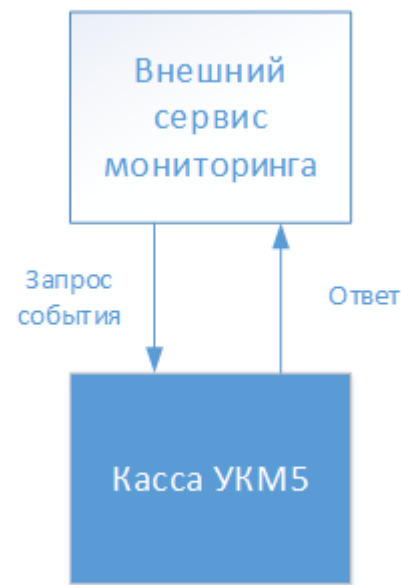 Внешний
сервис
мониторинга
Запрос
события
Ответ
Касса УКМ5